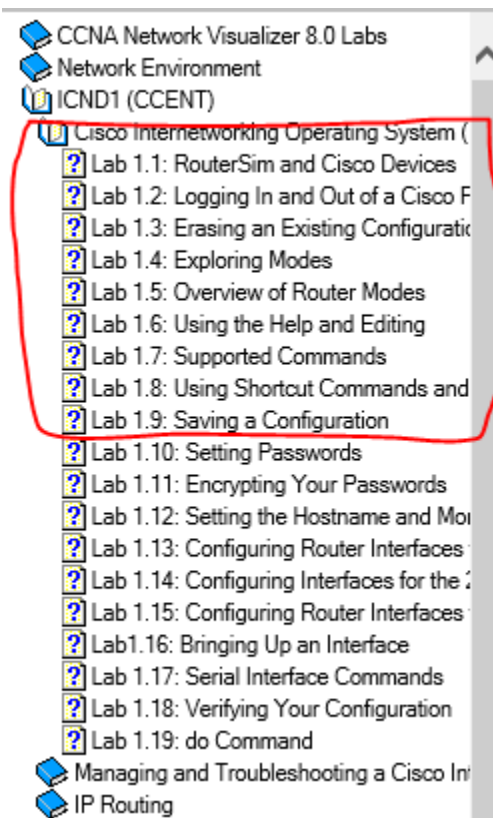 CCNA Network Visualizer 8.0 Labs
Network Environment
ICND1 (CCENT)
Cisco Internetworking Operating System (
Lab 1.1: RouterSim and Cisco Devices
Lab 1.2: Logging In and Out of a Cisco
Lab 1.3: Erasing an Existing
Lab 1.4: Exploring Modes
Lab 1.5: Overview of Router Modes
Lab 1.6: Using the Help and Editing
Lab 1.7: Supported Commands
Lab 1.8: Using Shortcut Commands and
Lab 1.9: Saving a Configuration
Lab 1.10: Setting Passwords
Lab 1.11: Encrypting Your Passwords
Lab 1.12: Setting the Hostname and
Lab 1.13: Configuring Router Interfaces
Lab 1.14: Configuring Interfaces for the
Lab 1.15: Configuring Router Interfaces
Lab1.16: Bringing Up an Interface
Lab 1.17: Serial Interface Commands
Lab 1.18: Verifying Your Configuration
Lab 1.19: do Command
Managing and Troubleshooting a Cisco
IP Routing